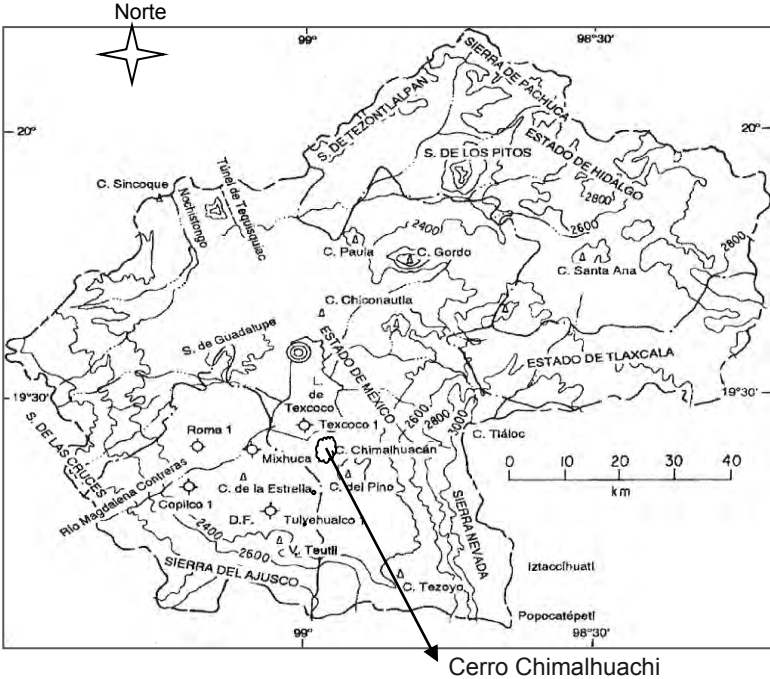 Norte
99°
98°30'
SIERRA DE PACHUCA
S. DE TEZONTLALPAN
20°
20°
ESTADO DE HIDALGO
S. DE LOS PITOS
Túnel de Tequisquiac
C. Sincoque
Nochistongo
2800
2400
2600
2800
C. Paula
C. Gordo
C. Santa Ana
C. Chiconautla
S. de Guadalupe
ESTADO DE MÉXICO
ESTADO DE TLAXCALA
L.
de
Texcoco
19°30
19°30
2600
2800
3000
S. DE LAS CRUCES
Roma 1
Texcoco 1
C. Tláloc
Mixhuca
C. Chimalhuacán
0 10 20 30 40
km
Río Magdalena Contreras
C. de la Estrella
C. del Pino
Copilco 1
D.F.
Tulyehualco 1
SIERRA NEVADA
2400
2600
V. Teutli
SIERRA DEL AJUSCO
C. Tezoyo
Iztaccíhuatl
Popocatépetl
99°
98°30'
Cerro Chimalhuachi